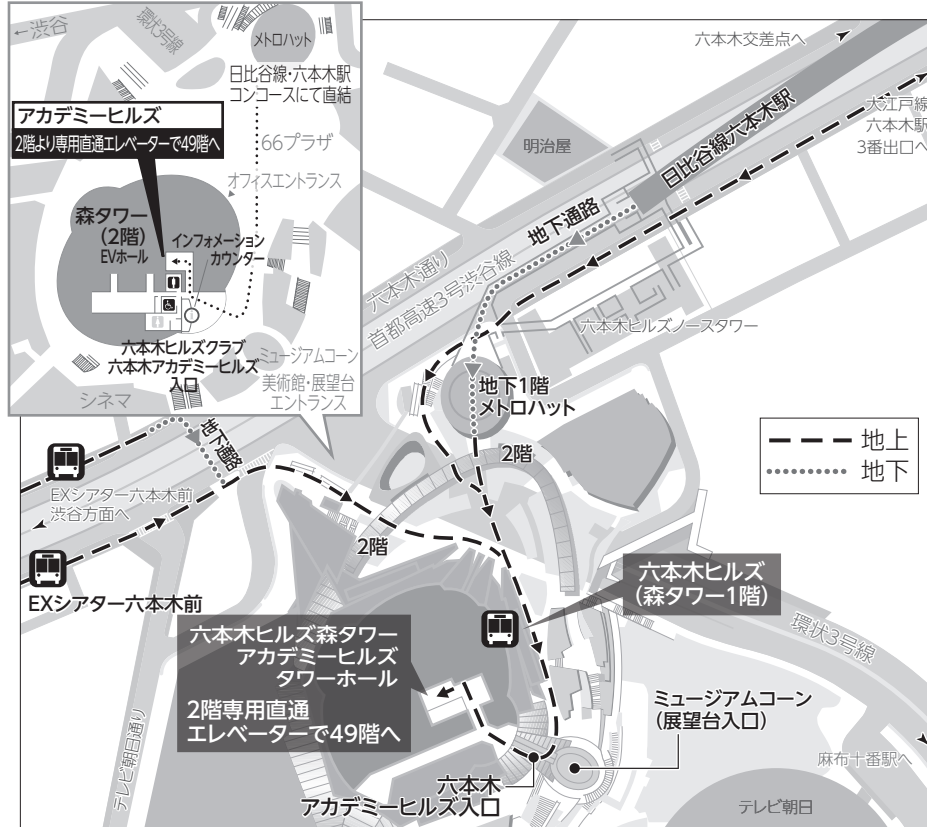 ←渋谷
環状3号線
メトロハット
日比谷線・六本木駅
コンコースにて直結
アカデミーヒルズ
2階より専用直通エレベーターで49階へ
66プラザ
オフィスエントランス
森タワー
(2階)
EVホール
インフォメーション
カウンター
六本木ヒルズクラブ
六本木アカデミーヒルズ
入口
ミュージアムコーン
美術館・展望台
エントランス
シネマ
六本木交差点へ
大江戸線
六本木駅
3番出口へ
明治屋
日比谷線六本木駅
地下通路
六本木通り
首都高速3号渋谷線
六本木ヒルズノースタワー
地下1階
メトロハット
地上
地下
地下通路
2階
EXシアター六本木前
渋谷方面へ
2階
EXシアター六本木前
六本木ヒルズ
(森タワー1階)
六本木ヒルズ森タワー
アカデミーヒルズ
タワーホール
2階専用直通
エレベーターで49階へ
環状3号線
ミュージアムコーン
(展望台入口)
テレビ朝日通り
麻布十番駅へ
六本木
アカデミーヒルズ入口
テレビ朝日